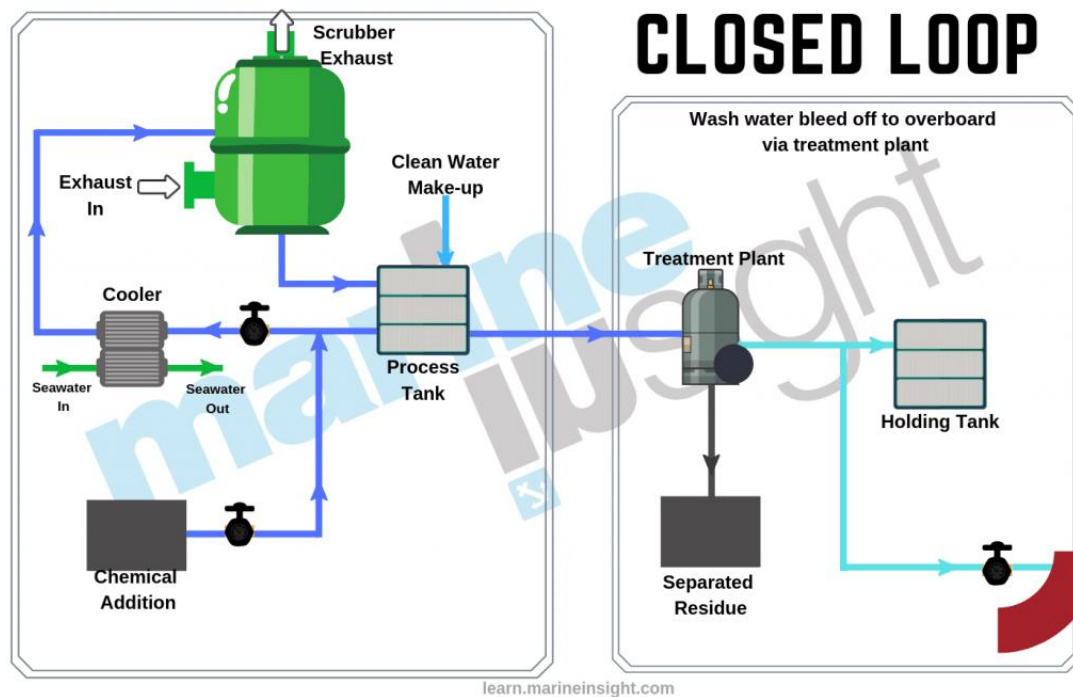 CLOSED LOOP
Scrubber
Exhaust
Exhaust
In
Clean Water
Make-up
Cooler
Seawater
In
Seawater
Out
Process
Tank
Chemical
Addition
Wash water bleed off to overboard
via treatment plant
Treatment Plant
Holding Tank
Separated
Residue
marine
insight
learn.marineinsight.com